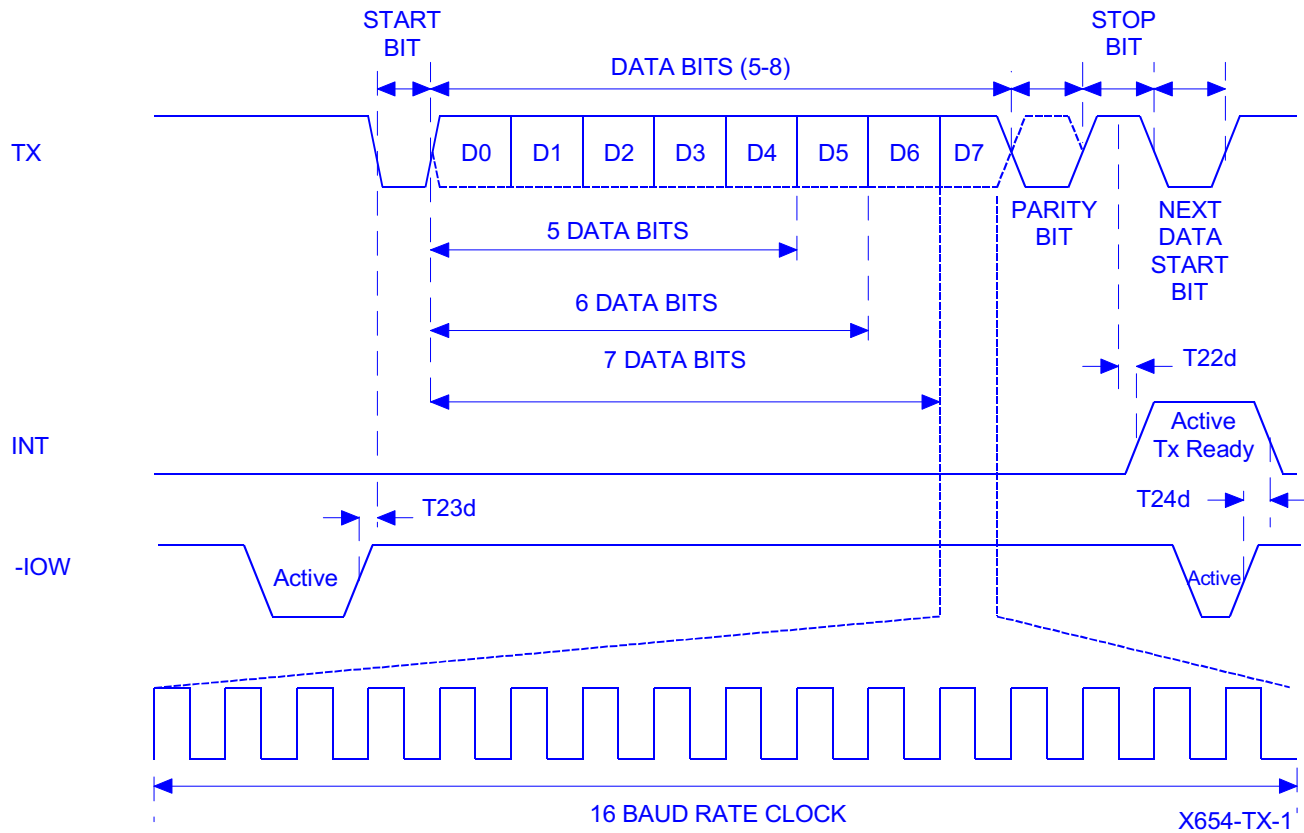 START
BIT
DATA BITS (5-8)
STOP
BIT
TX
D0 D1 D2 D3 D4 D5 D6 D7
PARITY
BIT
NEXT
DATA
START
BIT
5 DATA BITS
6 DATA BITS
7 DATA BITS
T22d
INT
Active
Tx Ready
T23d
T24d
-IOW
Active
Active
16 BAUD RATE CLOCK
X654-TX-1